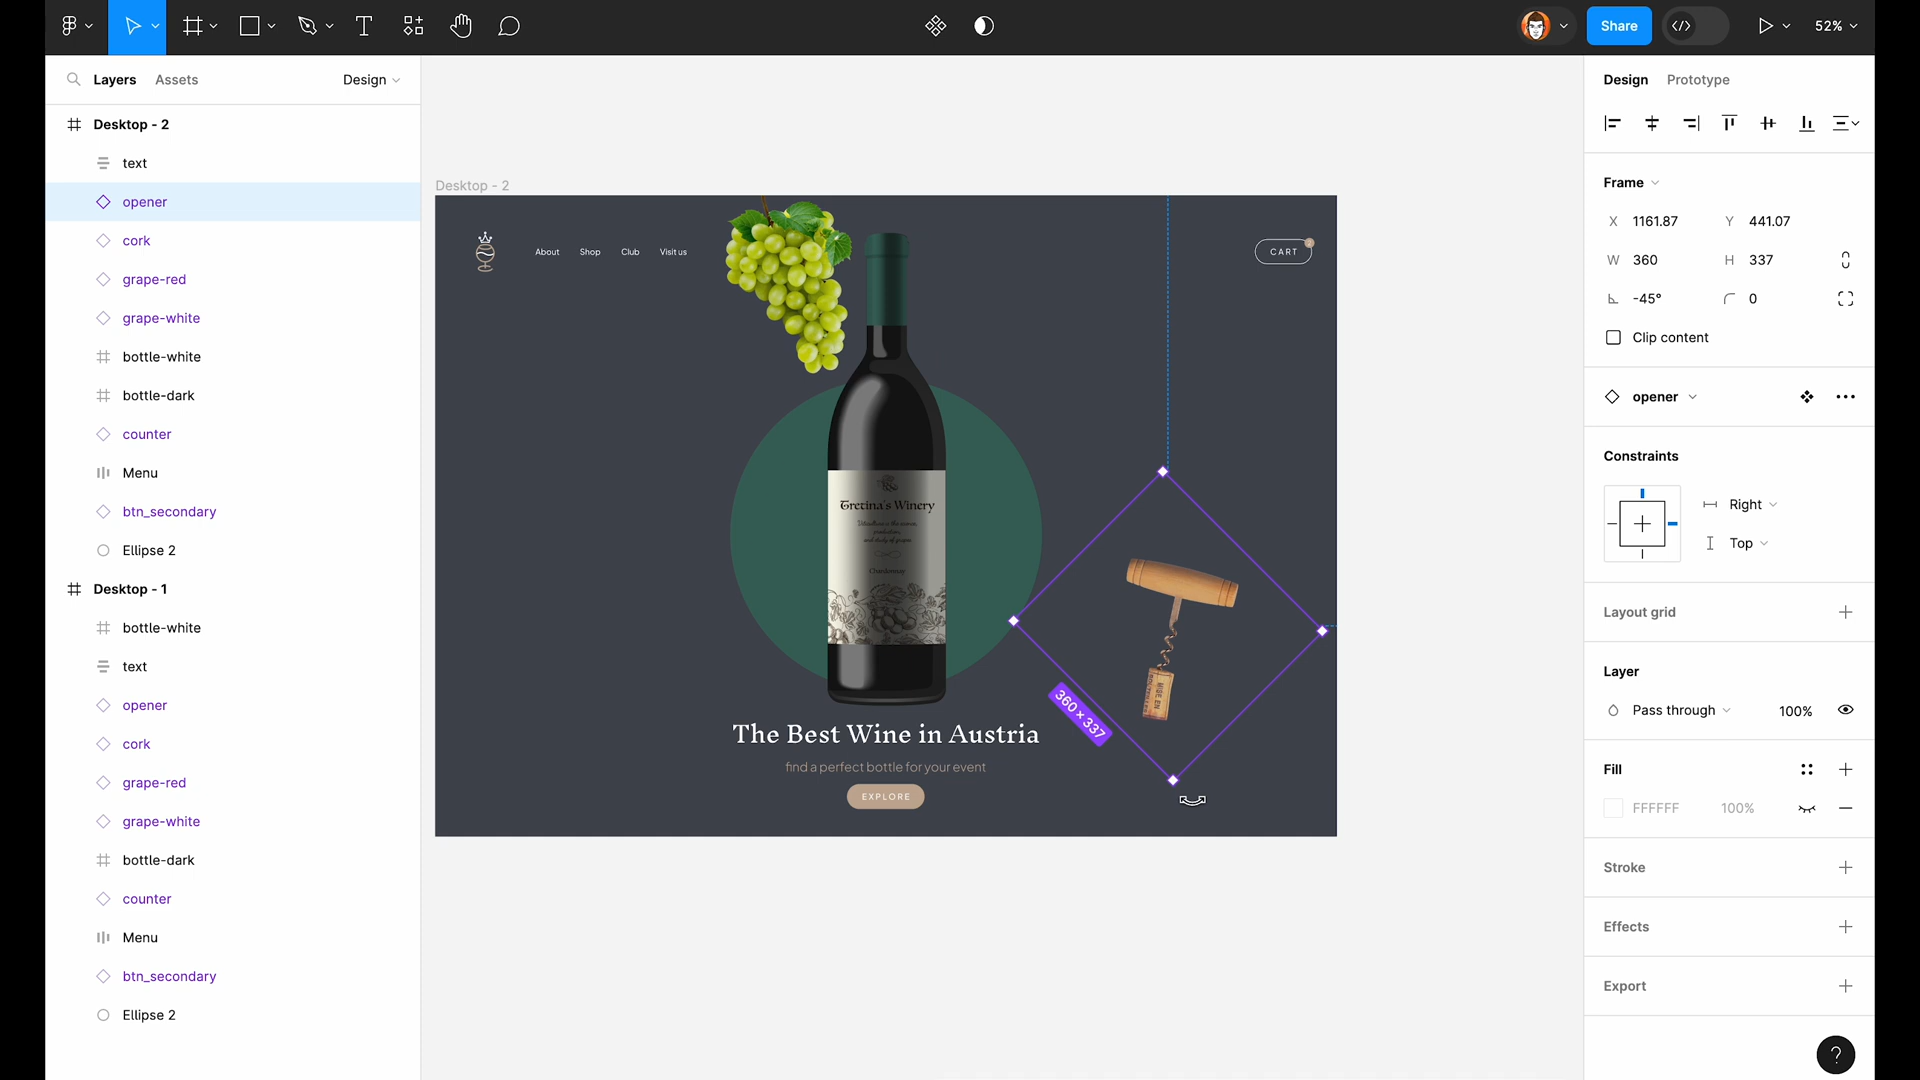 Share
52%
Layers
Assets
Design
Desktop - 2
text
opener
cork
grape-red
grape-white
bottle-white
bottle-dark
counter
Menu
btn_secondary
Ellipse 2
Desktop - 1
bottle-white
text
opener
cork
grape-red
grape-white
bottle-dark
counter
Menu
btn_secondary
Ellipse 2
Desktop - 2
About
Shop
Club
Visit us
CART
Tretina's Winery
Chardonnay
The Best Wine in Austria
find a perfect bottle for your event
EXPLORE
360 × 337
Design
Prototype
Frame
X 1161.87
Y 441.07
W 360
H 337
-45°
0
Clip content
opener
Constraints
Right
Top
Layout grid
Layer
Pass through
100%
Fill
FFFFFF
100%
Stroke
Effects
Export
?